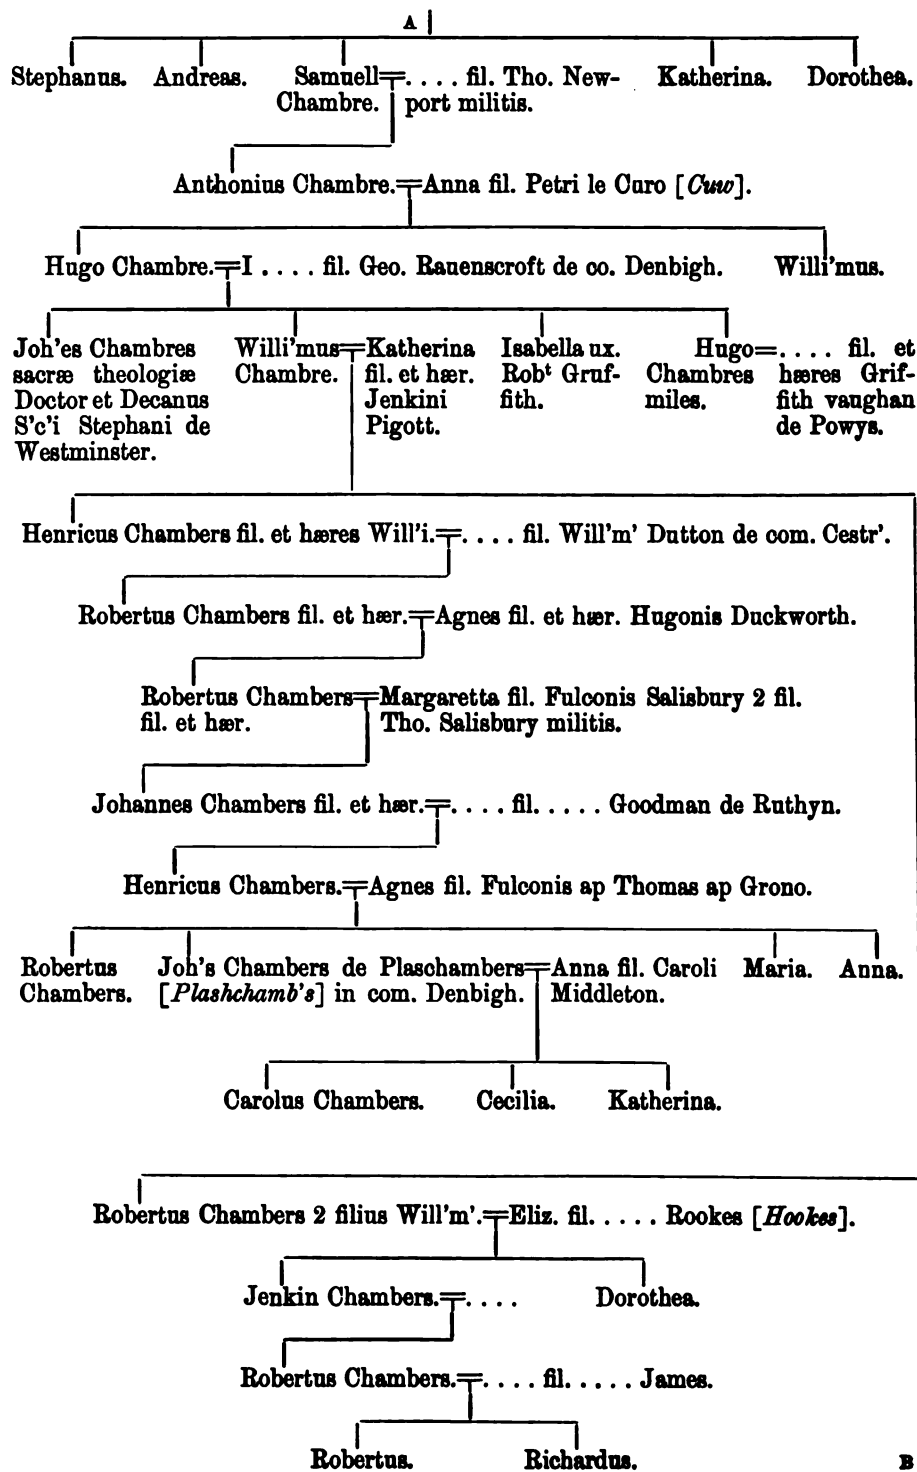 A
Stephanus. Andreas. Samuell . . . . fil. Tho. New- Katherina. Dorothea.
Chambre. port militis.
Anthonius Chambre. Anna fil. Petri le Curo [Cuw].
Hugo Chambre. I . . . . fil. Geo. Rauenscroft de co. Denbigh. Willi'mus.
Joh'es Chambres Willi'mus Katherina Isabella ux. Hugo . . . . fil. et
sacræ theologiæ Chambre. fil. et hær. Robᵗ Gruf- Chambres hæres Grif-
Doctor et Decanus Jenkini fith. miles. fith vaughan
S'c'i Stephani de Pigott. de Powys.
Westminster.
Henricus Chambers fil. et hæres Will'i. . . . . fil. Will'm' Dutton de com. Cestr'.
Robertus Chambers fil. et hær. Agnes fil. et hær. Hugonis Duckworth.
Robertus Chambers Margaretta fil. Fulconis Salisbury 2 fil.
fil. et hær. Tho. Salisbury militis.
Johannes Chambers fil. et hær. . . . . fil. . . . . Goodman de Ruthyn.
Henricus Chambers. Agnes fil. Fulconis ap Thomas ap Grono.
Robertus Joh's Chambers de Plaschambers Anna fil. Caroli Maria. Anna.
Chambers. [Plashchamb's] in com. Denbigh. Middleton.
Carolus Chambers. Cecilia. Katherina.
Robertus Chambers 2 filius Will'm'. Eliz. fil. . . . . Rookes [Hookes].
Jenkin Chambers. . . . . Dorothea.
Robertus Chambers. . . . . fil. . . . . James.
Robertus. Richardus.
B